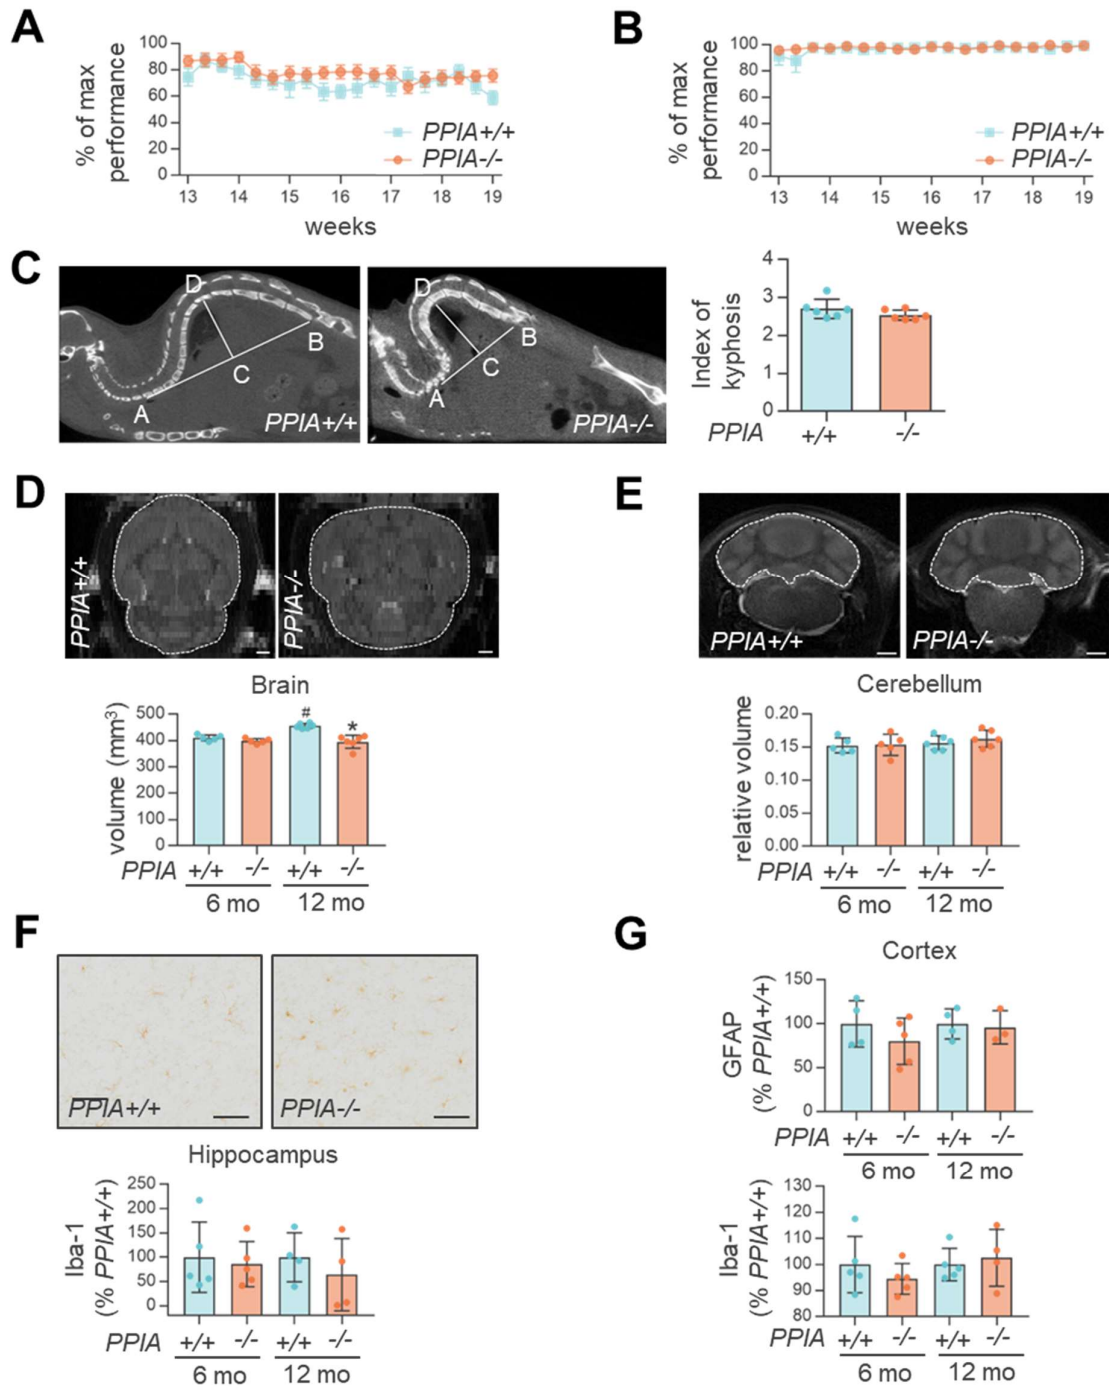 A
% of max
performance
100
80
60
40
20
0
PPIA+/+
PPIA-/-
13 14 15 16 17 18 19
weeks
B
% of max
performance
100
80
60
40
20
0
PPIA+/+
PPIA-/-
13 14 15 16 17 18 19
weeks
C
D
B
C
A
PPIA+/+
D
B
C
A
PPIA-/-
Index of
kyphosis
4
3
2
1
0
PPIA +/+ -/-
D
PPIA+/+
PPIA-/-
Brain
volume (mm³)
500
400
300
200
100
0
#
*
PPIA +/+ -/- +/+ -/-
6 mo 12 mo
E
PPIA+/+
PPIA-/-
Cerebellum
relative volume
0.20
0.15
0.10
0.05
0.00
PPIA +/+ -/- +/+ -/-
6 mo 12 mo
F
PPIA+/+
PPIA-/-
Hippocampus
Iba-1
(% PPIA+/+)
250
200
150
100
50
0
PPIA +/+ -/- +/+ -/-
6 mo 12 mo
G
Cortex
GFAP
(% PPIA+/+)
150
100
50
0
PPIA +/+ -/- +/+ -/-
6 mo 12 mo
Iba-1
(% PPIA+/+)
130
120
110
100
90
80
PPIA +/+ -/- +/+ -/-
6 mo 12 mo